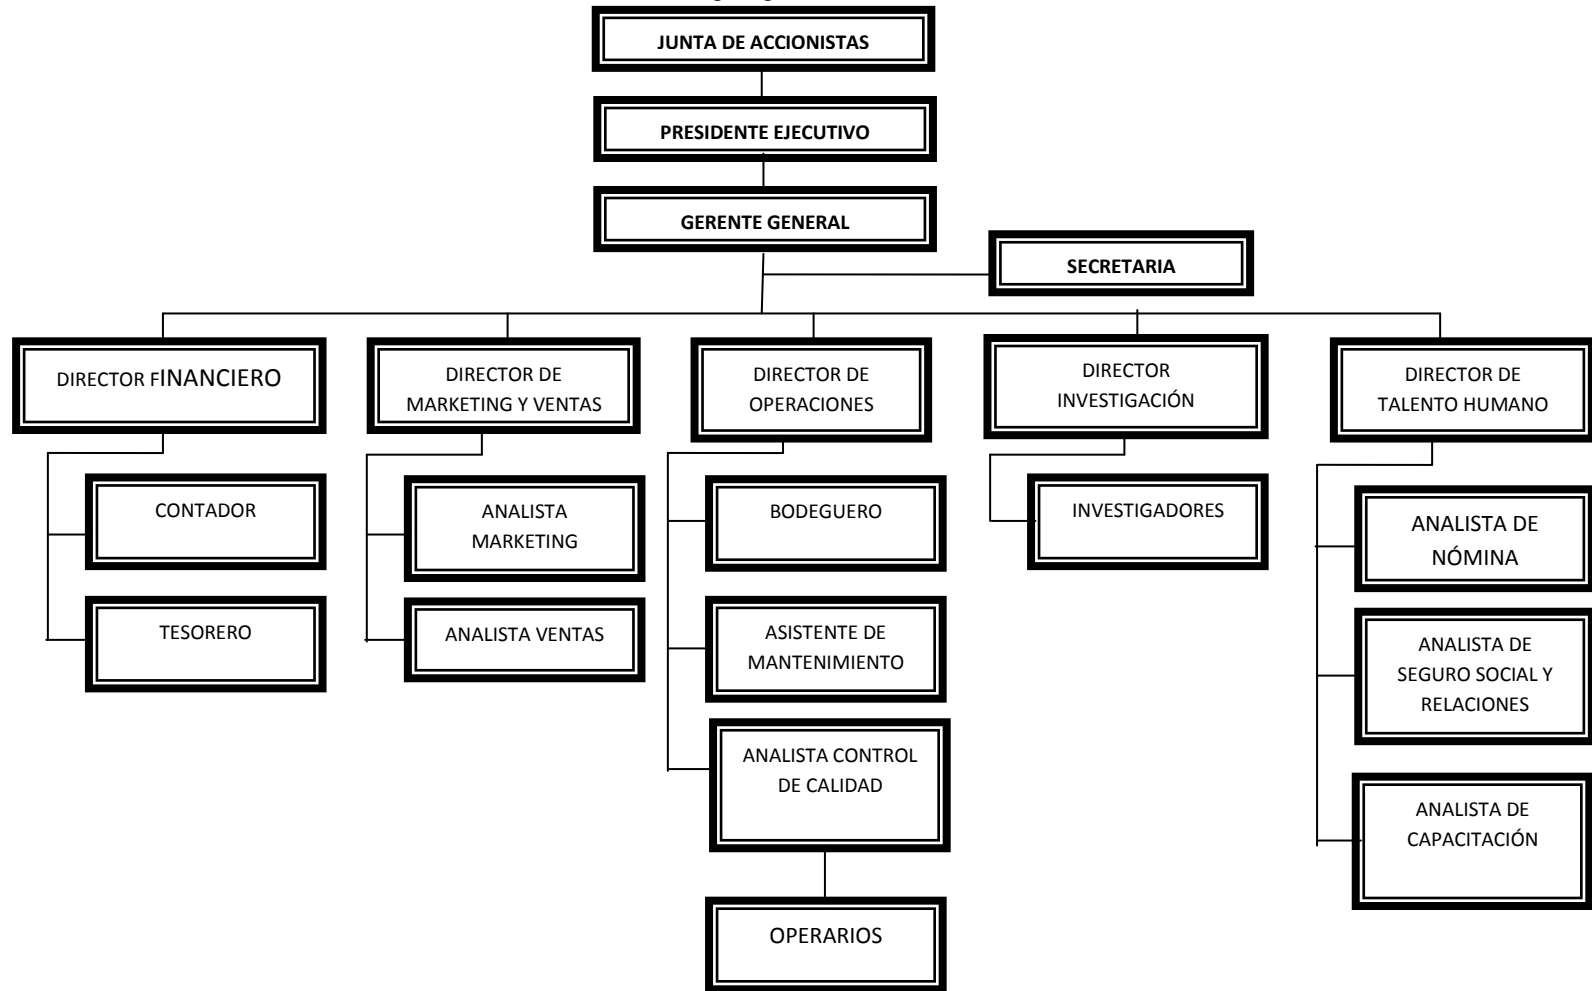 JUNTA DE ACCIONISTAS
PRESIDENTE EJECUTIVO
GERENTE GENERAL
SECRETARIA
DIRECTOR FINANCIERO
DIRECTOR DE
MARKETING Y VENTAS
DIRECTOR DE
OPERACIONES
DIRECTOR
INVESTIGACIÓN
DIRECTOR DE
TALENTO HUMANO
CONTADOR
TESORERO
ANALISTA
MARKETING
ANALISTA VENTAS
BODEGUERO
ASISTENTE DE
MANTENIMIENTO
ANALISTA CONTROL
DE CALIDAD
OPERARIOS
INVESTIGADORES
ANALISTA DE
NÓMINA
ANALISTA DE
SEGURO SOCIAL Y
RELACIONES
ANALISTA DE
CAPACITACIÓN